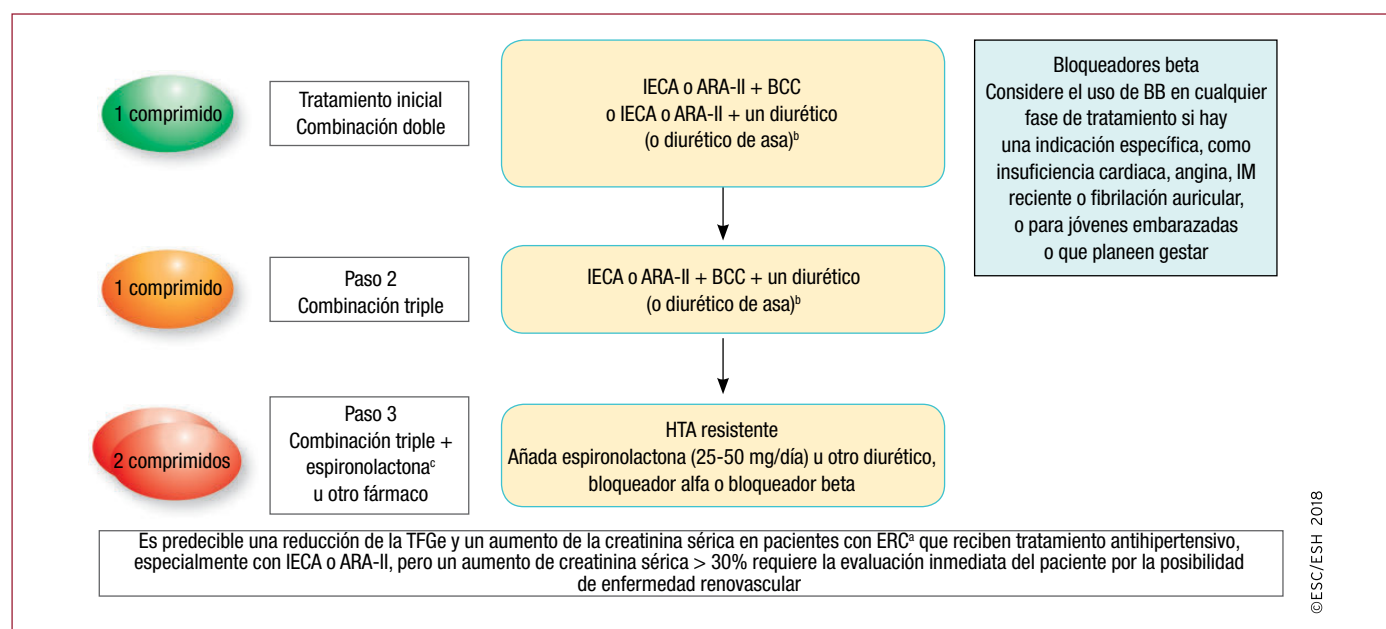 1 comprimido
Tratamiento inicial
Combinación doble
IECA o ARA-II + BCC
o IECA o ARA-II + un diurético
(o diurético de asa)ᵇ
Bloqueadores beta
Considere el uso de BB en cualquier
fase de tratamiento si hay
una indicación específica, como
insuficiencia cardiaca, angina, IM
reciente o fibrilación auricular,
o para jóvenes embarazadas
o que planeen gestar
1 comprimido
Paso 2
Combinación triple
IECA o ARA-II + BCC + un diurético
(o diurético de asa)ᵇ
2 comprimidos
Paso 3
Combinación triple +
espironolactonaᶜ
u otro fármaco
HTA resistente
Añada espironolactona (25-50 mg/día) u otro diurético,
bloqueador alfa o bloqueador beta
Es predecible una reducción de la TFGe y un aumento de la creatinina sérica en pacientes con ERCᵃ que reciben tratamiento antihipertensivo,
especialmente con IECA o ARA-II, pero un aumento de creatinina sérica > 30% requiere la evaluación inmediata del paciente por la posibilidad
de enfermedad renovascular
©ESC/ESH 2018